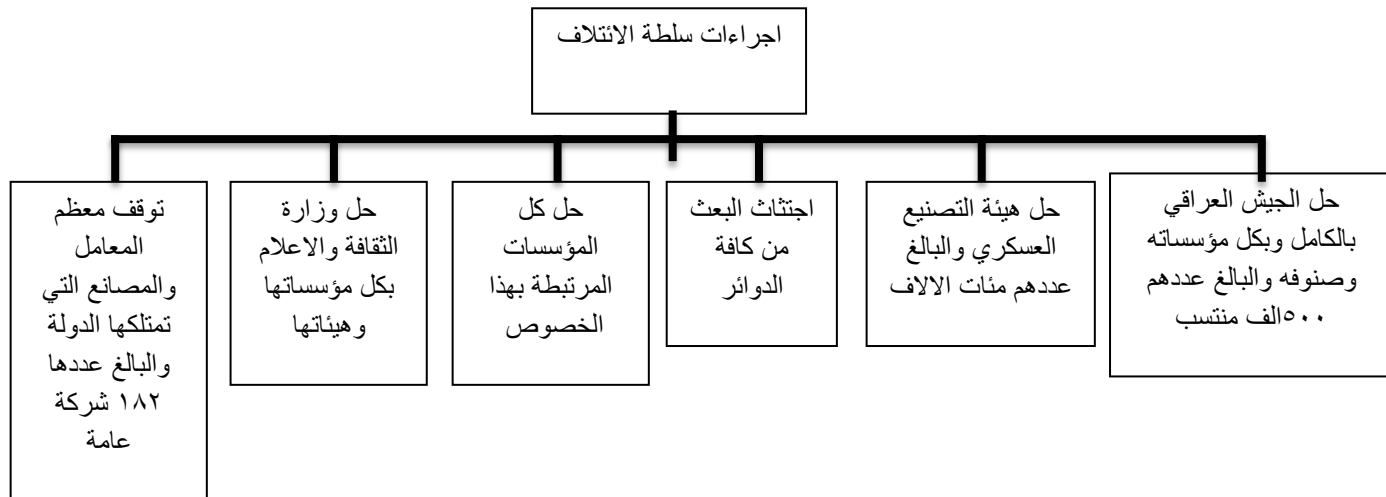 اجراءات سلطة الائتلاف
حل الجيش العراقي
بالكامل وبكل مؤسساته
وصنوفه والبالغ عددهم
٥٠٠الف منتسب
حل هيئة التصنيع
العسكري والبالغ
عددهم مئات الالاف
اجتثاث البعث
من كافة
الدوائر
حل كل
المؤسسات
المرتبطة بهذا
الخصوص
حل وزارة
الثقافة والاعلام
بكل مؤسساتها
وهيئاتها
توقف معظم
المعامل
والمصانع التي
تمتلكها الدولة
والبالغ عددها
١٨٢ شركة
عامة